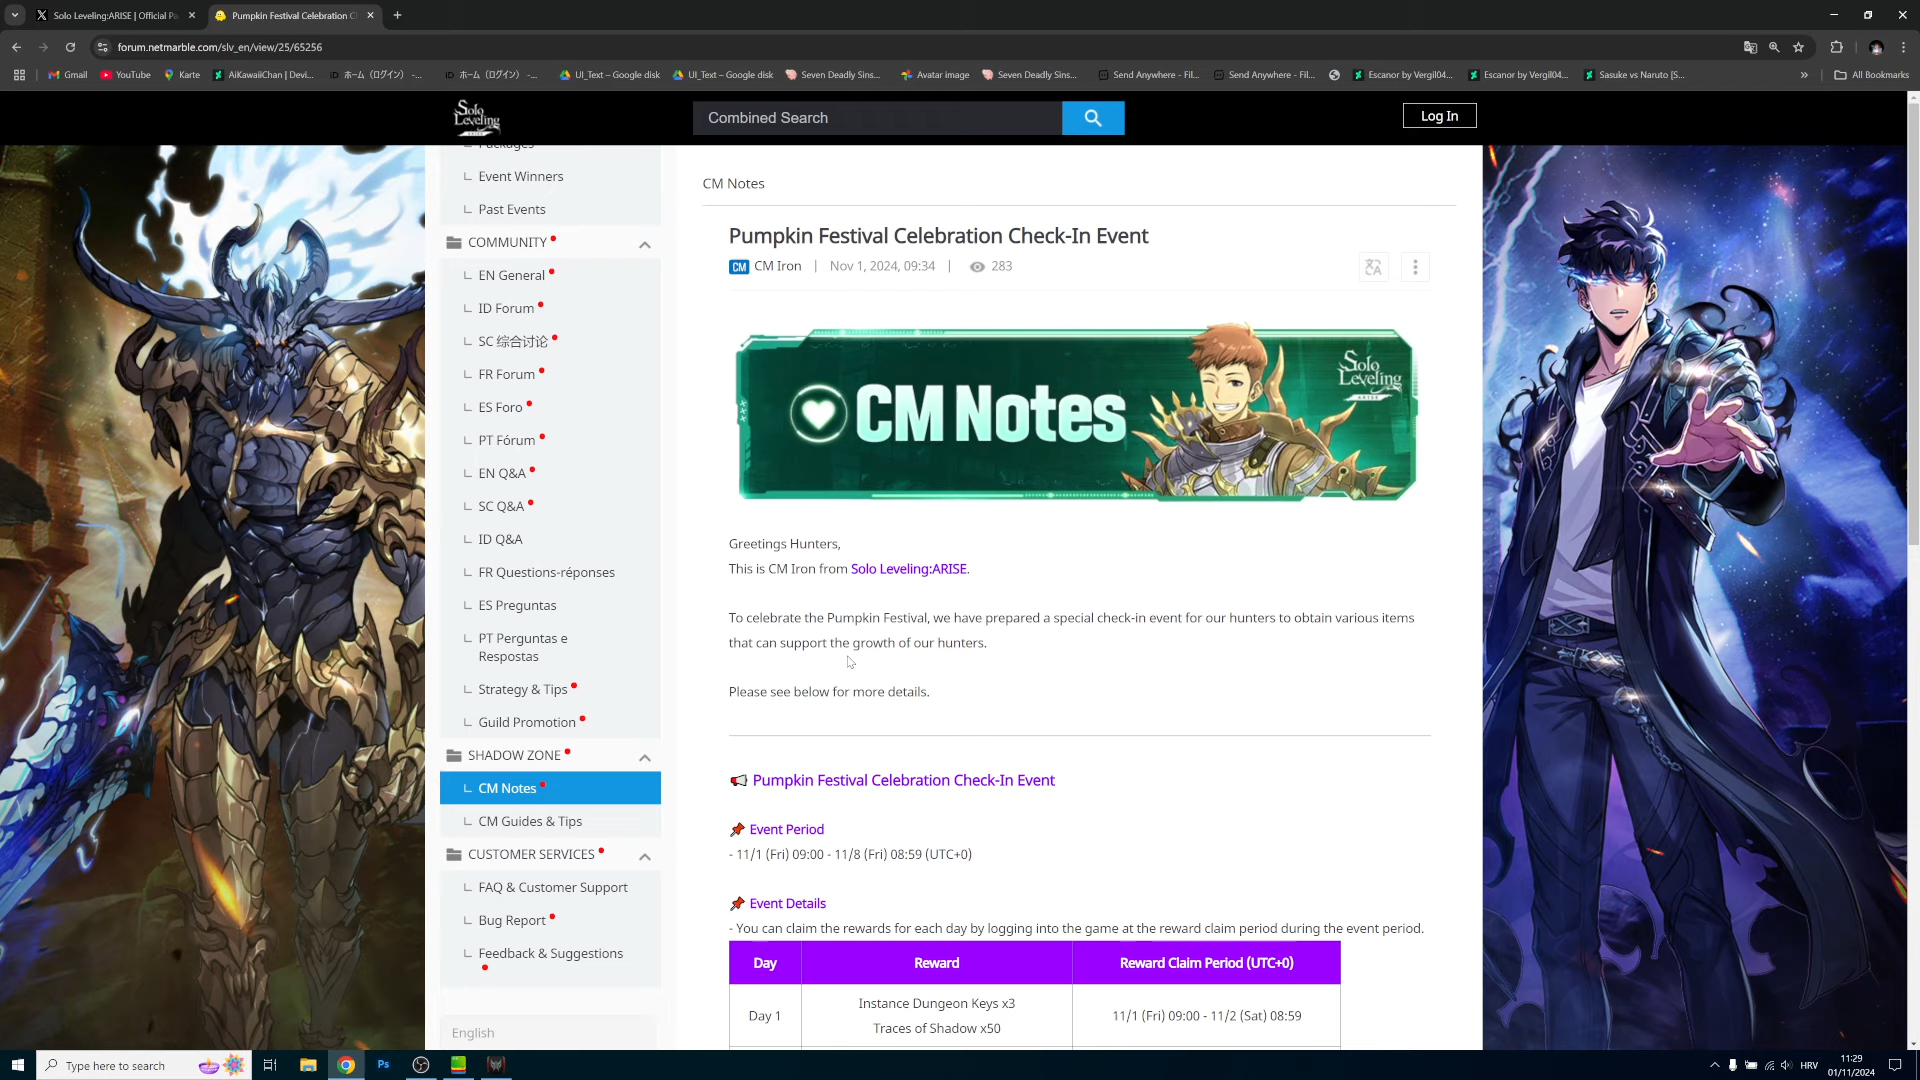 Solo Leveling:ARISE | Official Pa
Pumpkin Festival Celebration C
forum.netmarble.com/slv_en/view/25/65256
Gmail
YouTube
Karte
AiKawaiiChan | Devi...
ホーム（ログイン） -...
ホーム（ログイン） -...
UI_Text – Google disk
UI_Text – Google disk
Seven Deadly Sins...
Avatar image
Seven Deadly Sins...
Send Anywhere - Fil...
Send Anywhere - Fil...
Escanor by Vergil04...
Escanor by Vergil04...
Sasuke vs Naruto [S...
All Bookmarks
Solo Leveling
Combined Search
Log In
Packages
Event Winners
Past Events
COMMUNITY
EN General
ID Forum
SC 综合讨论
FR Forum
ES Foro
PT Fórum
EN Q&A
SC Q&A
ID Q&A
FR Questions-réponses
ES Preguntas
PT Perguntas e
Respostas
Strategy & Tips
Guild Promotion
SHADOW ZONE
CM Notes
CM Guides & Tips
CUSTOMER SERVICES
FAQ & Customer Support
Bug Report
Feedback & Suggestions
English
CM Notes
Pumpkin Festival Celebration Check-In Event
CM CM Iron | Nov 1, 2024, 09:34 | 283
CM Notes
Solo Leveling
ARISE
Greetings Hunters,
This is CM Iron from Solo Leveling:ARISE.
To celebrate the Pumpkin Festival, we have prepared a special check-in event for our hunters to obtain various items
that can support the growth of our hunters.
Please see below for more details.
Pumpkin Festival Celebration Check-In Event
Event Period
- 11/1 (Fri) 09:00 - 11/8 (Fri) 08:59 (UTC+0)
Event Details
- You can claim the rewards for each day by logging into the game at the reward claim period during the event period.
Day Reward Reward Claim Period (UTC+0)
Day 1
Instance Dungeon Keys x3
Traces of Shadow x50
11/1 (Fri) 09:00 - 11/2 (Sat) 08:59
Type here to search
Ps
HRV
11:29
01/11/2024